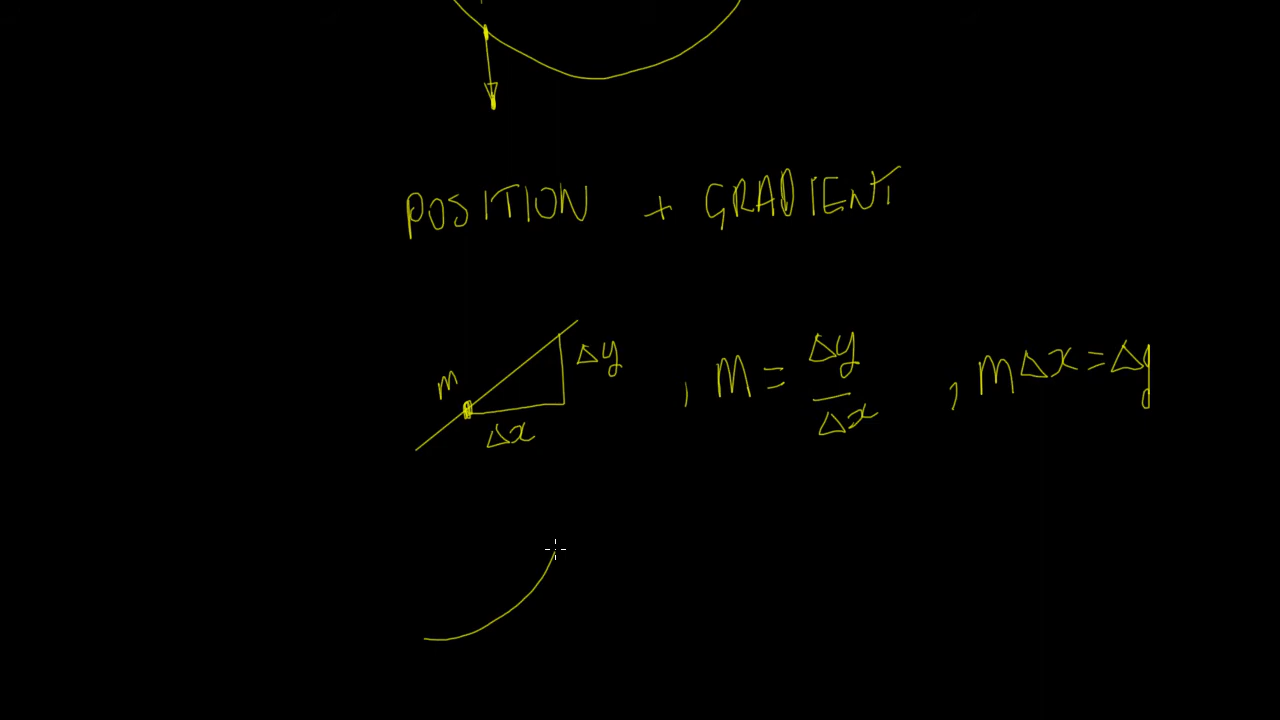 POSITION + GRADIENT
m Δx Δy , m = Δy/Δx , mΔx = Δy